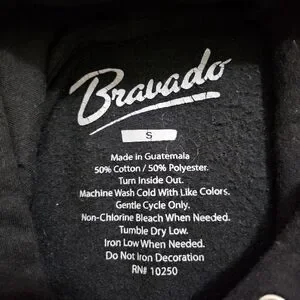 Bravado
S
Made in Guatemala
50% Cotton / 50% Polyester.
Turn Inside Out.
Machine Wash Cold With Like Colors.
Gentle Cycle Only.
Non-Chlorine Bleach When Needed.
Tumble Dry Low.
Iron Low When Needed.
Do Not Iron Decoration
RN# 10250